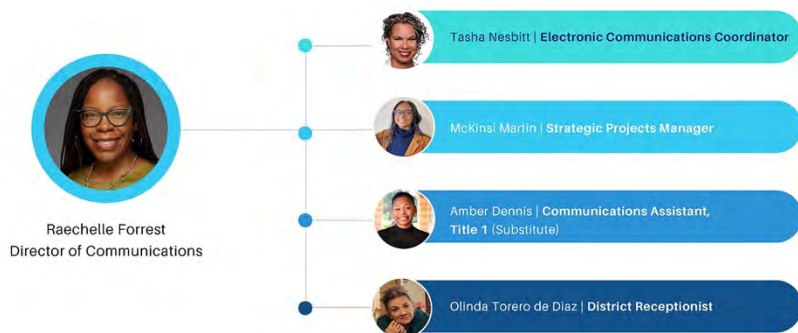 Tasha Nesbitt | Electronic Communications Coordinator
McKinsi Martin | Strategic Projects Manager
Raechelle Forrest
Director of Communications
Amber Dennis | Communications Assistant,
Title 1 (Substitute)
Olinda Torero de Diaz | District Receptionist